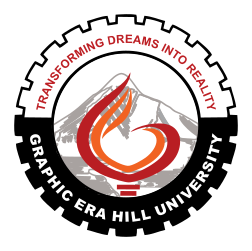 TRANSFORMING DREAMS INTO REALITY
GRAPHIC ERA HILL UNIVERSITY